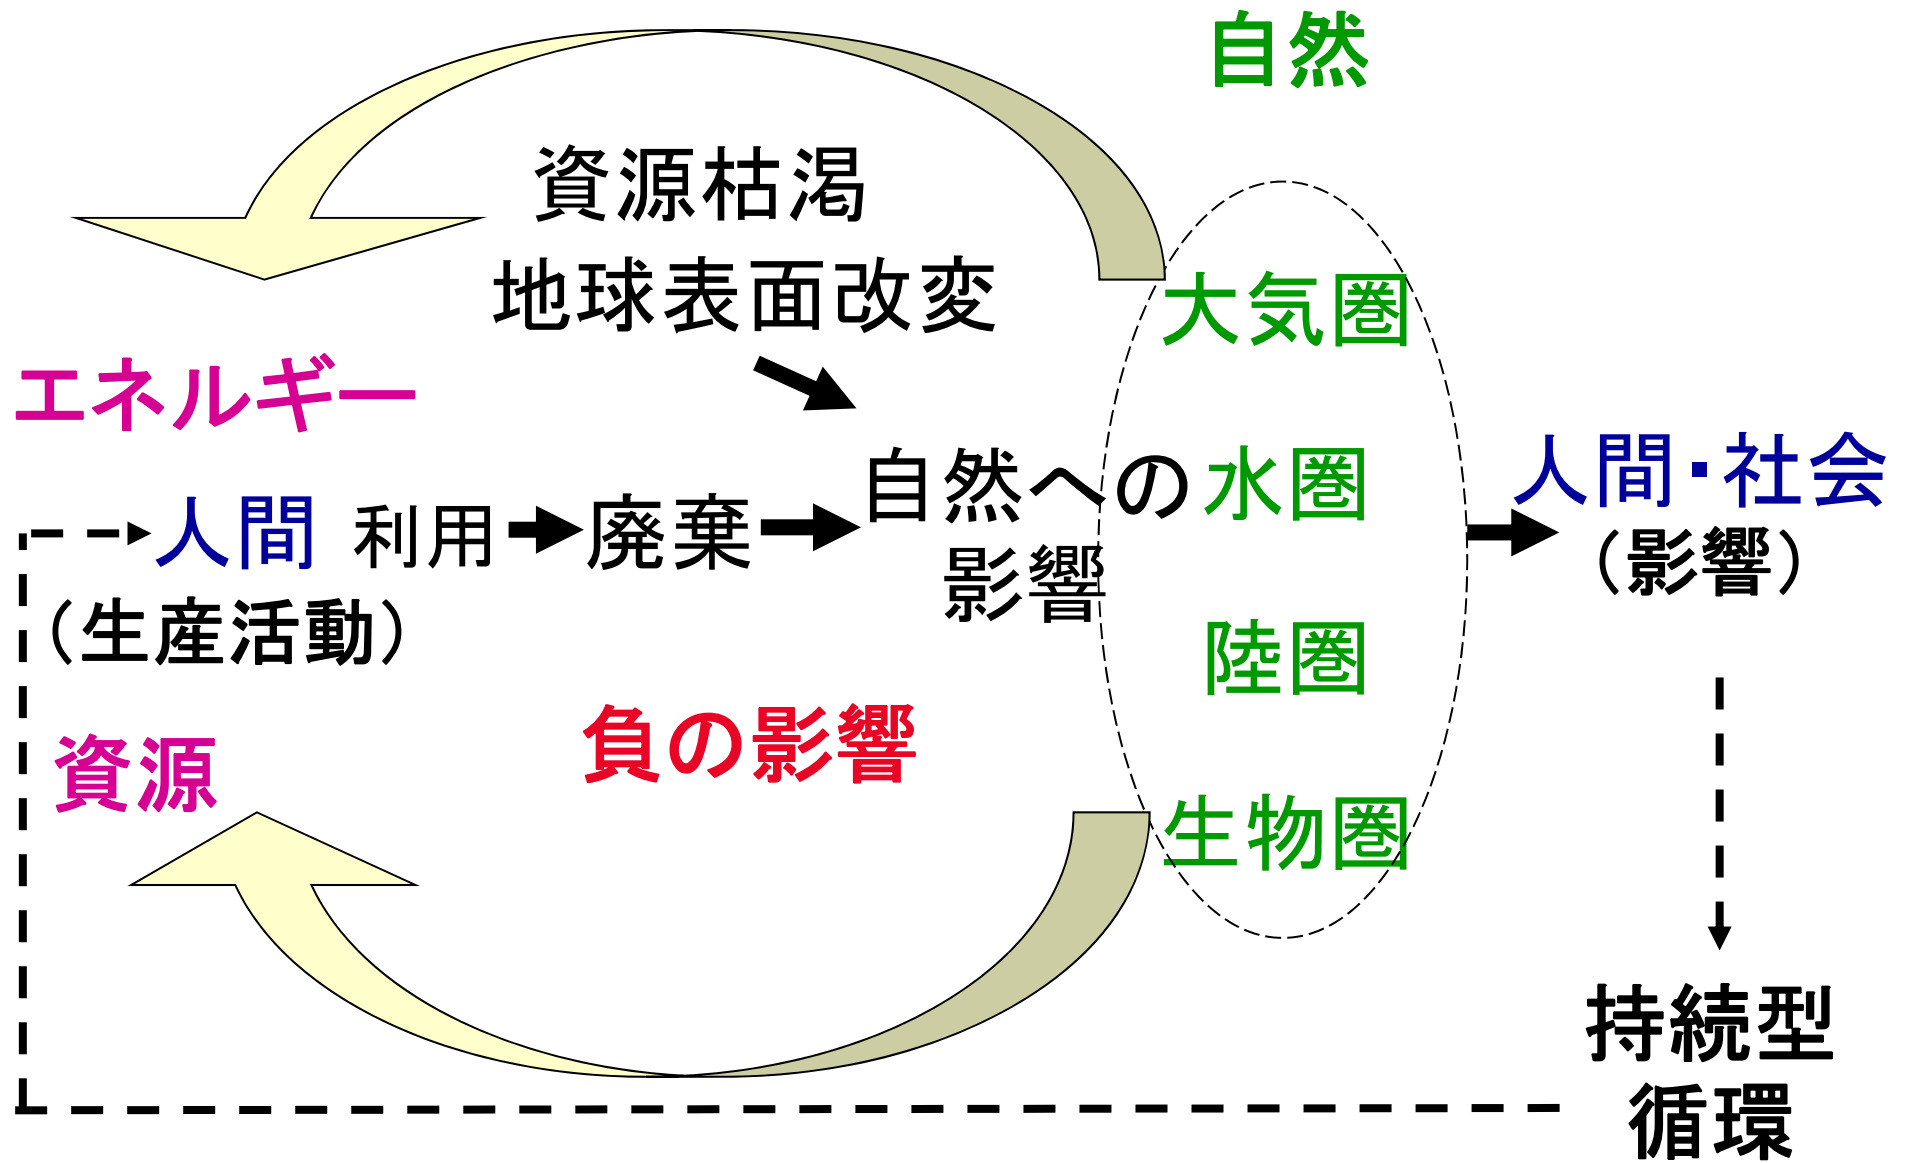 自然
資源枯渇
地球表面改変
大気圏
エネルギー
人間 利用 廃棄 自然への
影響
水圏
人間・社会
(影響)
(生産活動)
陸圏
負の影響
資源
生物圏
持続型
循環